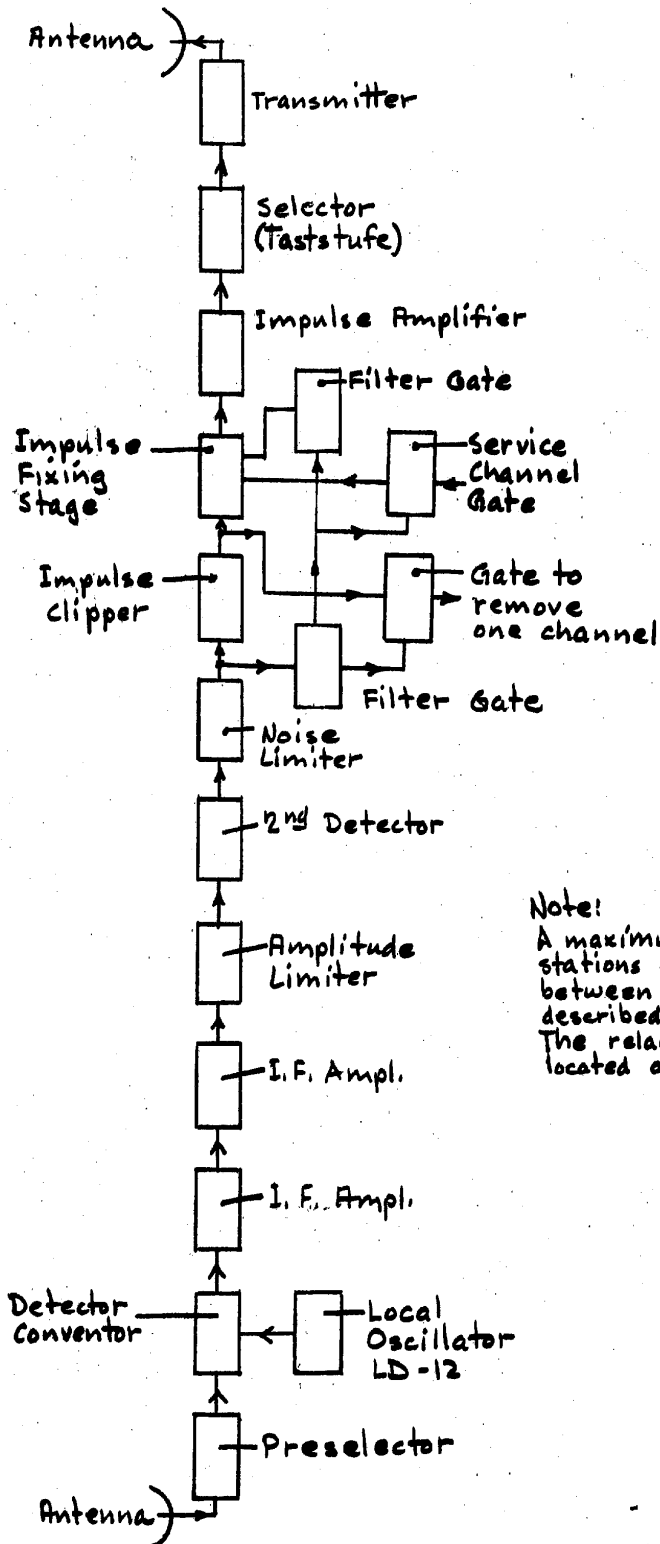 Antenna
Transmitter
Selector
(Taststufe)
Impulse Amplifier
Filter Gate
Impulse
Fixing
Stage
Service
Channel
Gate
Impulse
Clipper
Gate to
remove
one channel
Filter Gate
Noise
Limiter
2nd Detector
Amplitude
Limiter
Note:
A maximu
stations
between
described
The rela
located a
I.F. Ampl.
I.F. Ampl.
Detector
Conventor
Local
Oscillator
LD-12
Preselector
Antenna